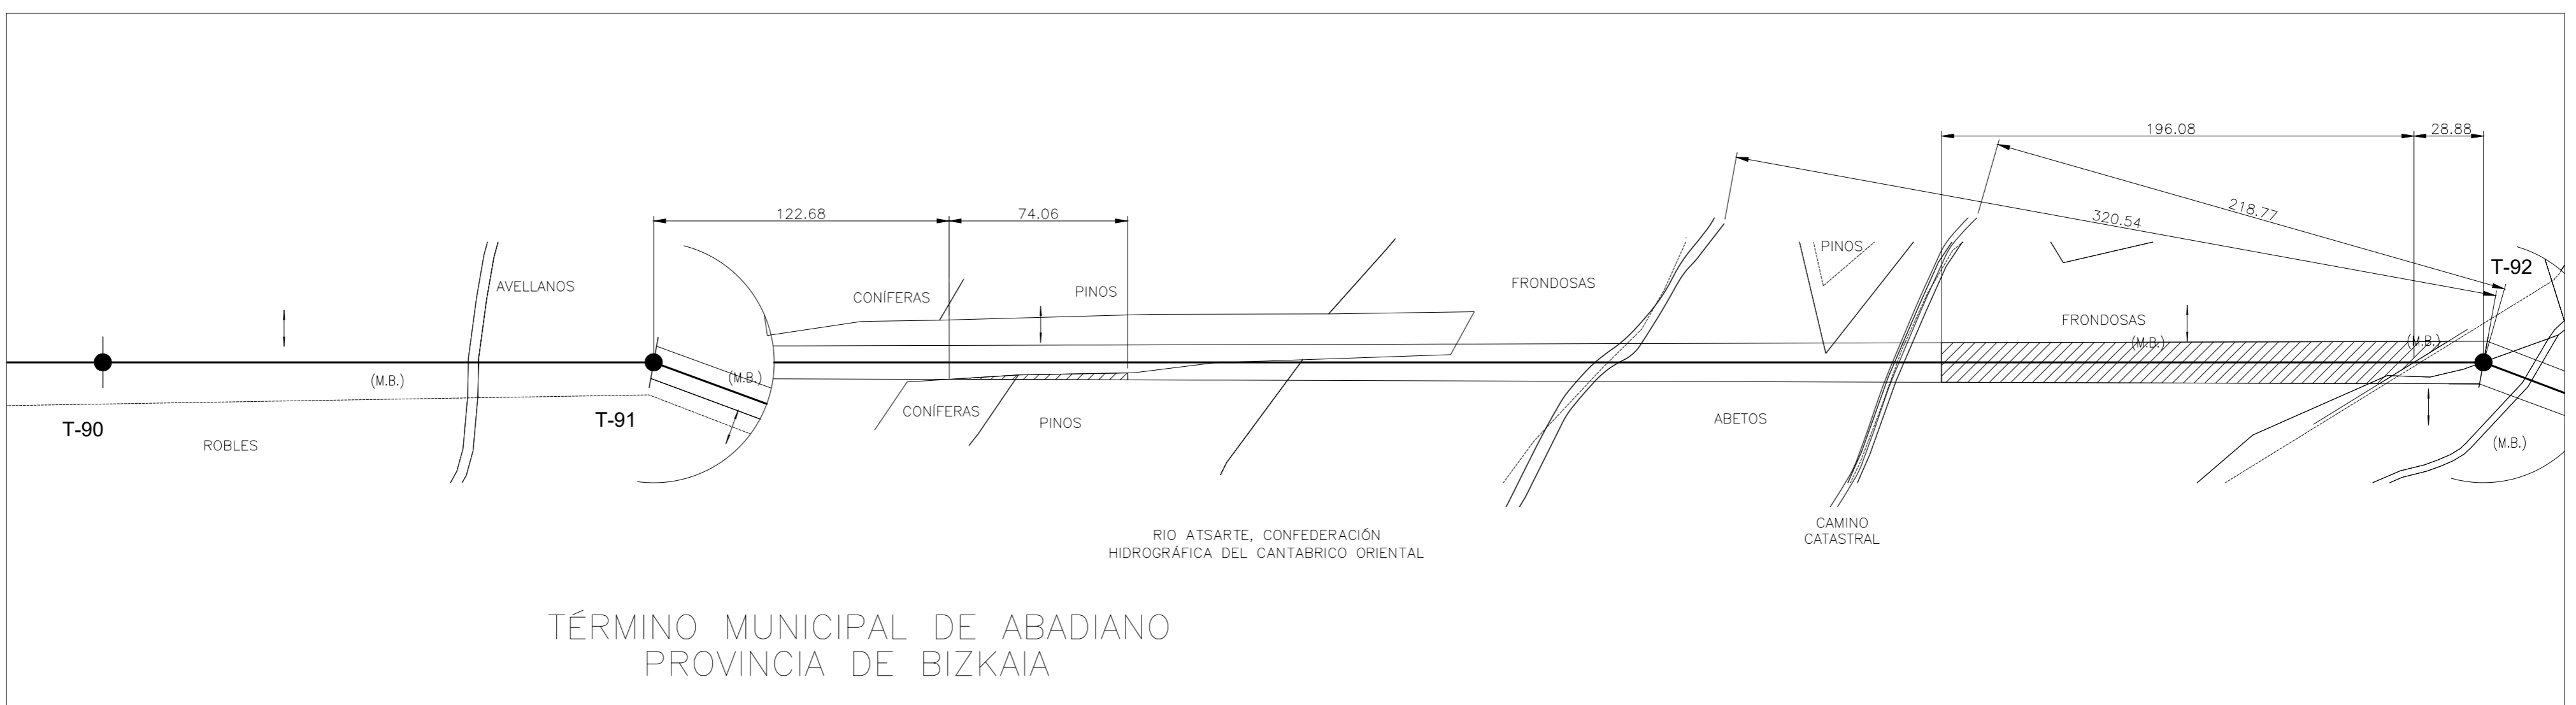 196.08
28.88
122.68
74.06
218.77
320.54
PINOS
T-92
AVELLANOS
CONÍFERAS
PINOS
FRONDOSAS
FRONDOSAS
(M.B.)
(M.B.)
(M.B.)
(M.B.)
T-90
T-91
CONÍFERAS
PINOS
ABETOS
ROBLES
(M.B.)
RIO ATSARTE, CONFEDERACIÓN
HIDROGRÁFICA DEL CANTABRICO ORIENTAL
CAMINO
CATASTRAL
TÉRMINO MUNICIPAL DE ABADIANO
PROVINCIA DE BIZKAIA